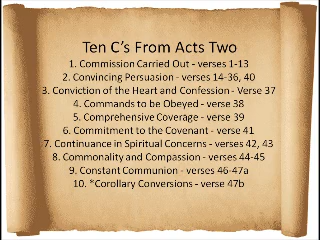 Ten C's From Acts Two
1. Commission Carried Out - verses 1-13
2. Convincing Persuasion - verses 14-36, 40
3. Conviction of the Heart and Confession - Verse 37
4. Commands to be Obeyed - verse 38
5. Comprehensive Coverage - verse 39
6. Commitment to the Covenant - verse 41
7. Continuance in Spiritual Concerns - verses 42, 43
8. Commonality and Compassion - verses 44-45
9. Constant Communion - verses 46-47a
10. *Corollary Conversions - verse 47b